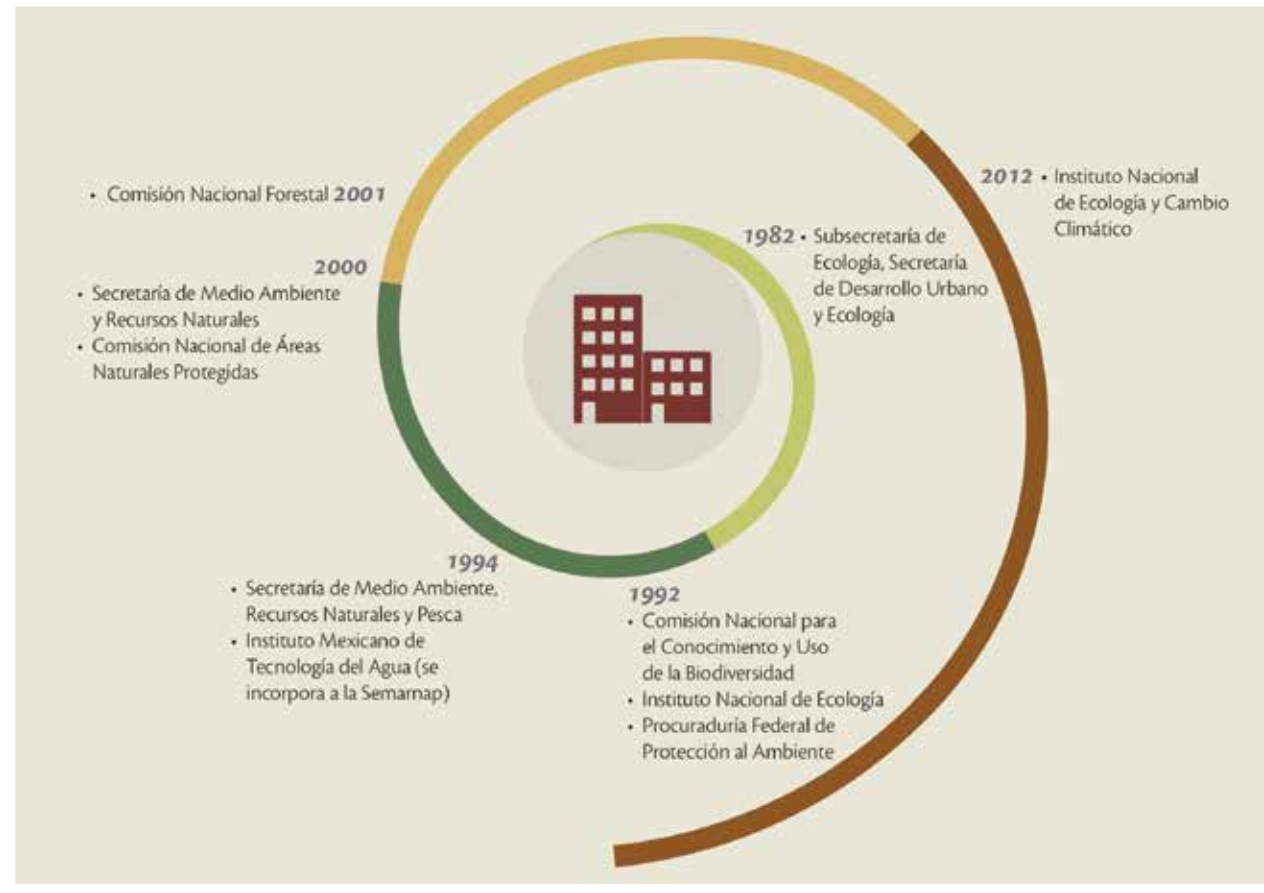 1982 • Subsecretaría de
Ecología, Secretaría
de Desarrollo Urbano
y Ecología
1992
• Comisión Nacional para
el Conocimiento y Uso
de la Biodiversidad
• Instituto Nacional de Ecología
• Procuraduría Federal de
Protección al Ambiente
1994
• Secretaría de Medio Ambiente,
Recursos Naturales y Pesca
• Instituto Mexicano de
Tecnología del Agua (se
incorpora a la Semarnap)
2000
• Secretaría de Medio Ambiente
y Recursos Naturales
• Comisión Nacional de Áreas
Naturales Protegidas
• Comisión Nacional Forestal 2001
2012 • Instituto Nacional
de Ecología y Cambio
Climático